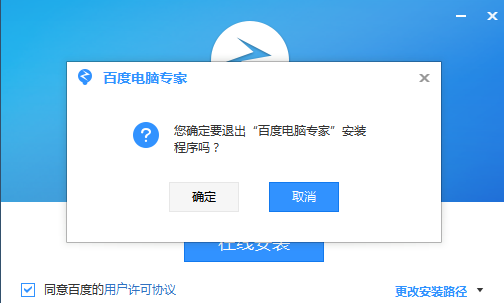 百度电脑专家
您确定要退出“百度电脑专家”安装
程序吗？
确定
取消
在线安装
同意百度的用户许可协议
更改安装路径